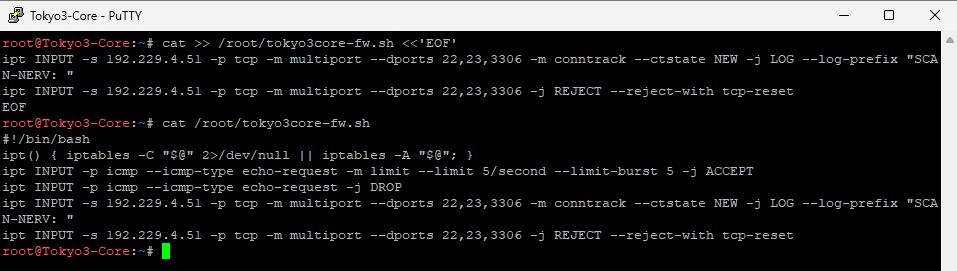 Tokyo3-Core - PuTTY
root@Tokyo3-Core:~# cat >> /root/tokyo3core-fw.sh <<'EOF'
ipt INPUT -s 192.229.4.51 -p tcp -m multiport --dports 22,23,3306 -m conntrack --ctstate NEW -j LOG --log-prefix "SCA
N-NERV: "
ipt INPUT -s 192.229.4.51 -p tcp -m multiport --dports 22,23,3306 -j REJECT --reject-with tcp-reset
EOF
root@Tokyo3-Core:~# cat /root/tokyo3core-fw.sh
#!/bin/bash
ipt() { iptables -C "$@" 2>/dev/null || iptables -A "$@"; }
ipt INPUT -p icmp --icmp-type echo-request -m limit --limit 5/second --limit-burst 5 -j ACCEPT
ipt INPUT -p icmp --icmp-type echo-request -j DROP
ipt INPUT -s 192.229.4.51 -p tcp -m multiport --dports 22,23,3306 -m conntrack --ctstate NEW -j LOG --log-prefix "SCA
N-NERV: "
ipt INPUT -s 192.229.4.51 -p tcp -m multiport --dports 22,23,3306 -j REJECT --reject-with tcp-reset
root@Tokyo3-Core:~#